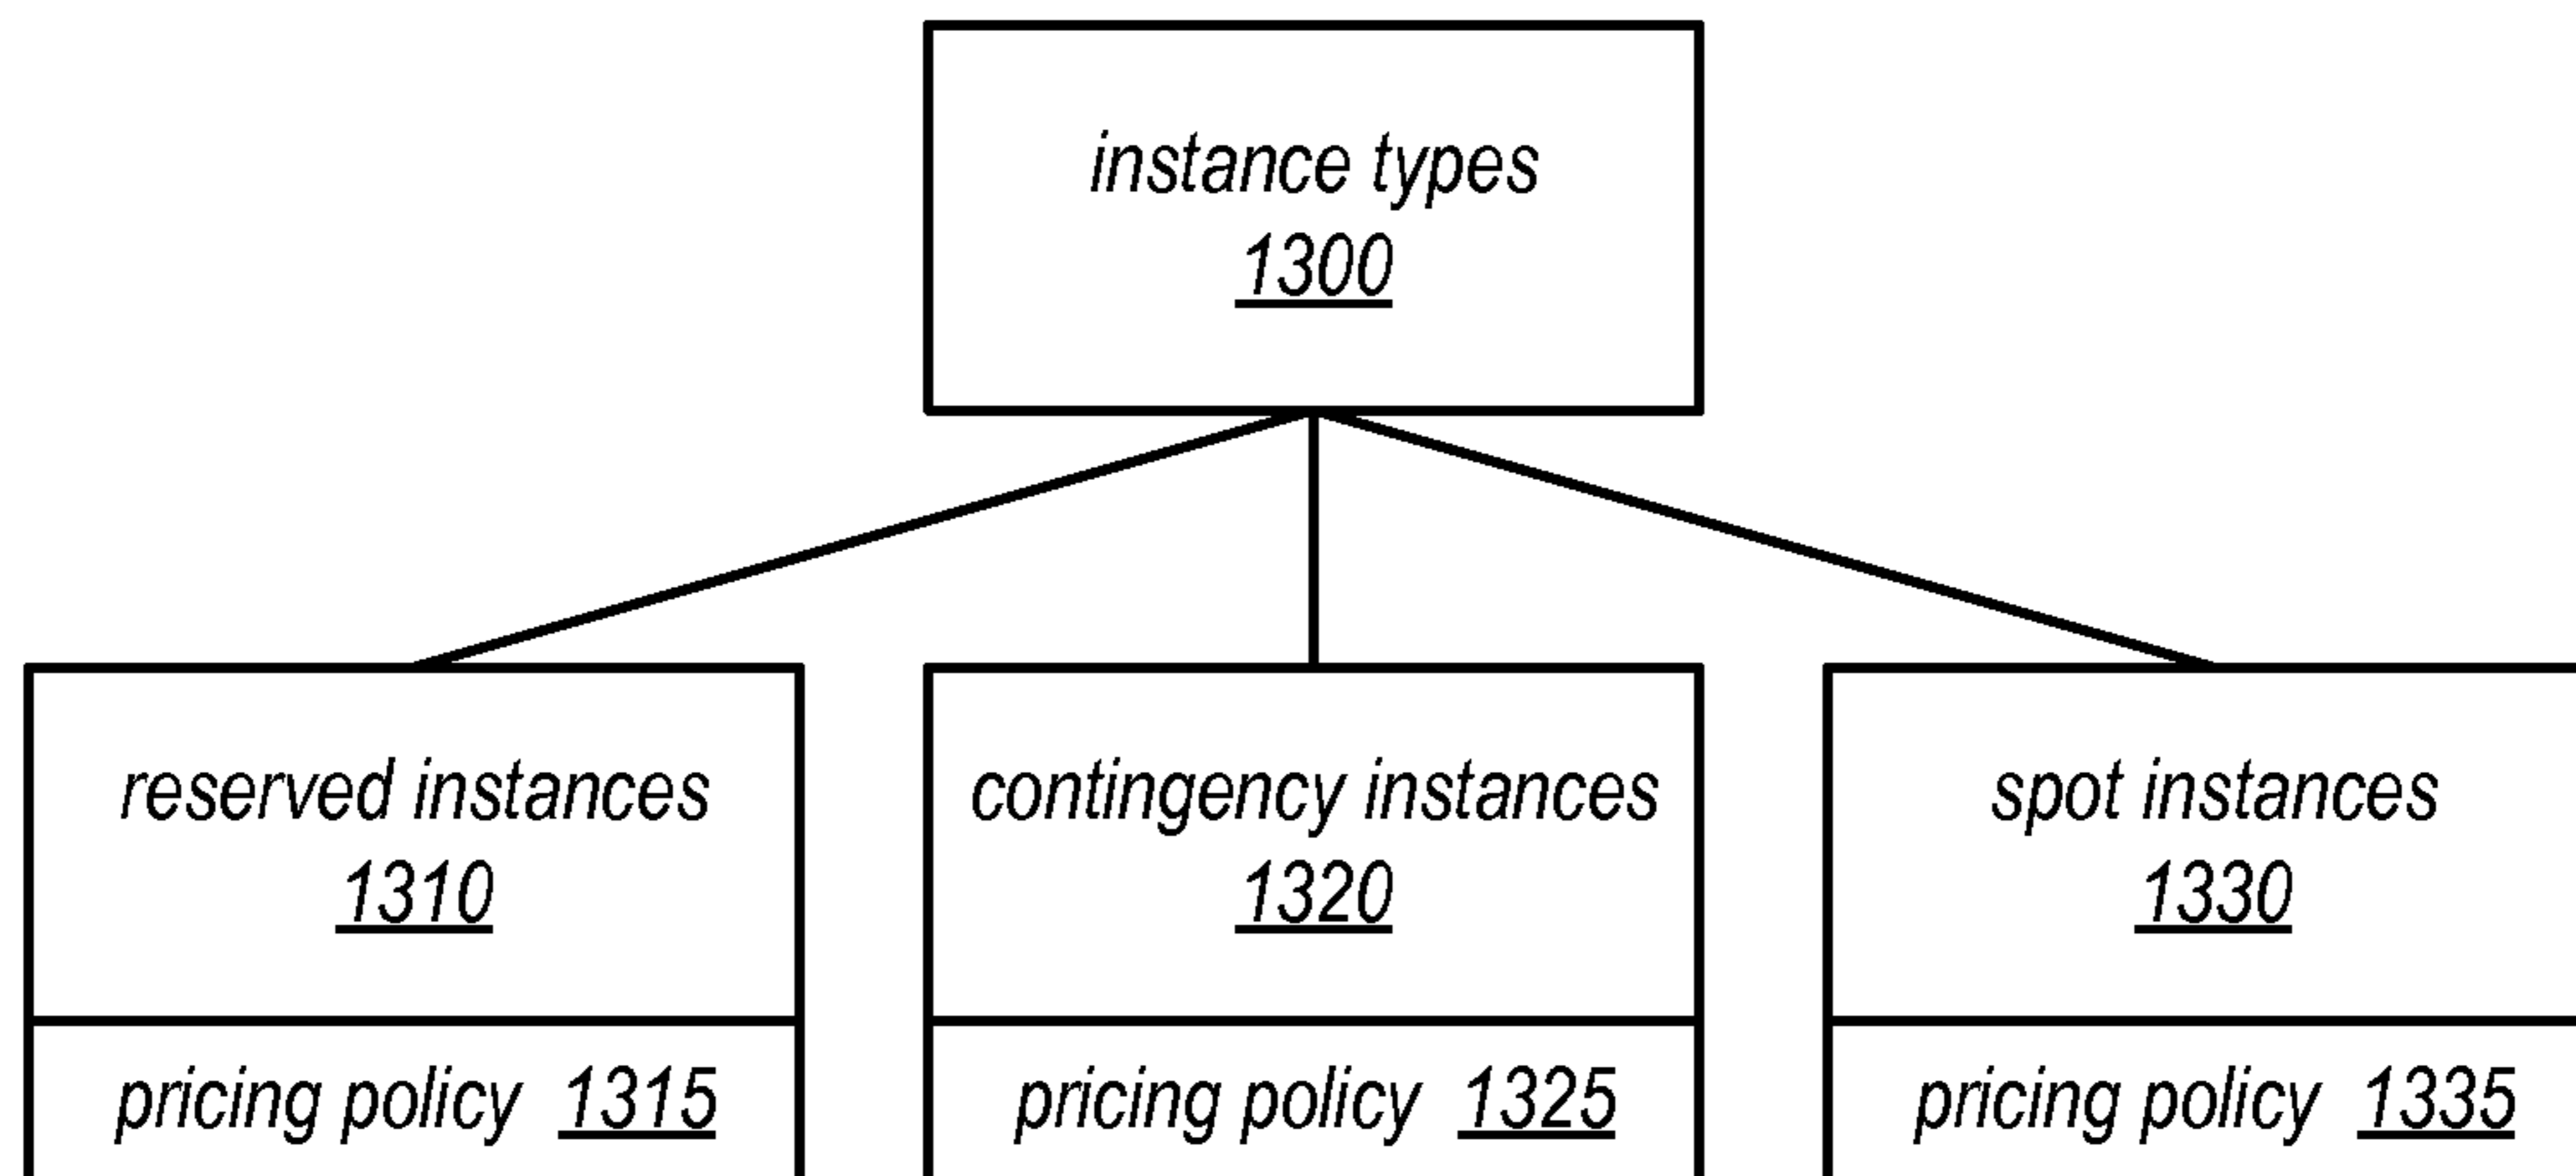 instance types
1300
reserved instances
1310
contingency instances
1320
spot instances
1330
pricing policy 1315
pricing policy 1325
pricing policy 1335